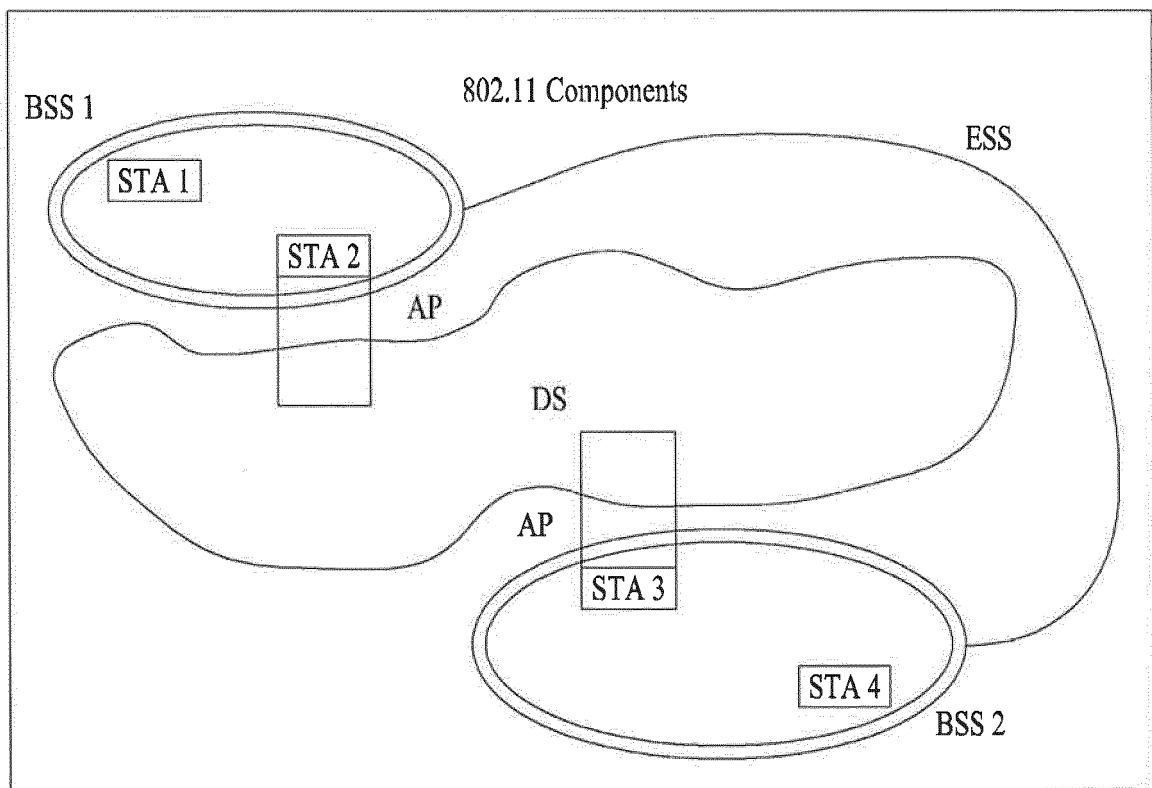 802.11 Components
BSS 1
ESS
STA 1
STA 2
AP
DS
AP
STA 3
STA 4
BSS 2